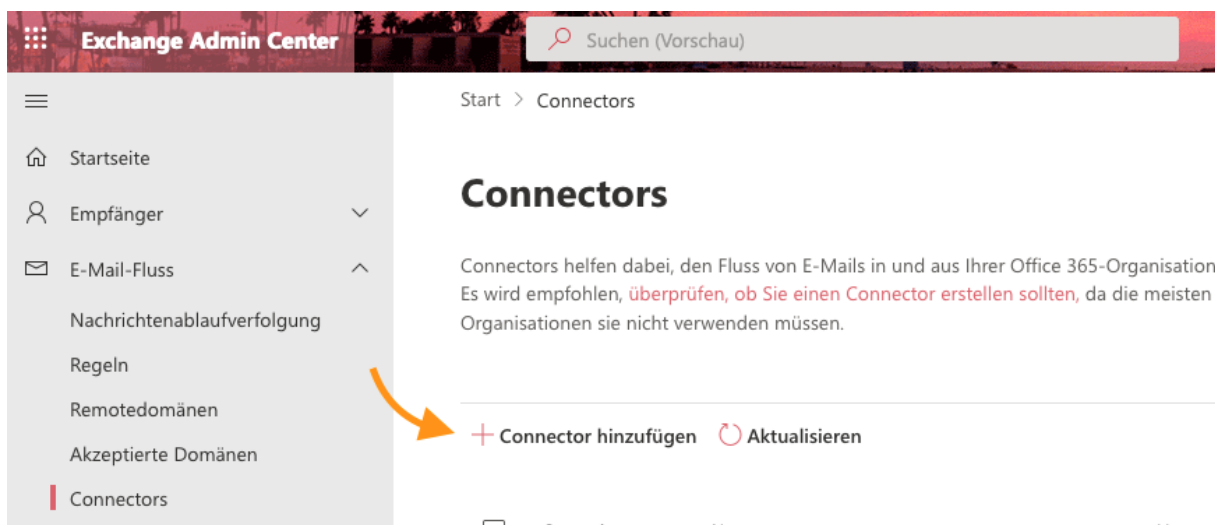 Exchange Admin Center
Suchen (Vorschau)
Start > Connectors
Startseite
Empfänger
E-Mail-Fluss
Nachrichtenablaufverfolgung
Regeln
Remotedomänen
Akzeptierte Domänen
Connectors
Connectors
Connectors helfen dabei, den Fluss von E-Mails in und aus Ihrer Office 365-Organisation
Es wird empfohlen, überprüfen, ob Sie einen Connector erstellen sollten, da die meisten
Organisationen sie nicht verwenden müssen.
Connector hinzufügen Aktualisieren